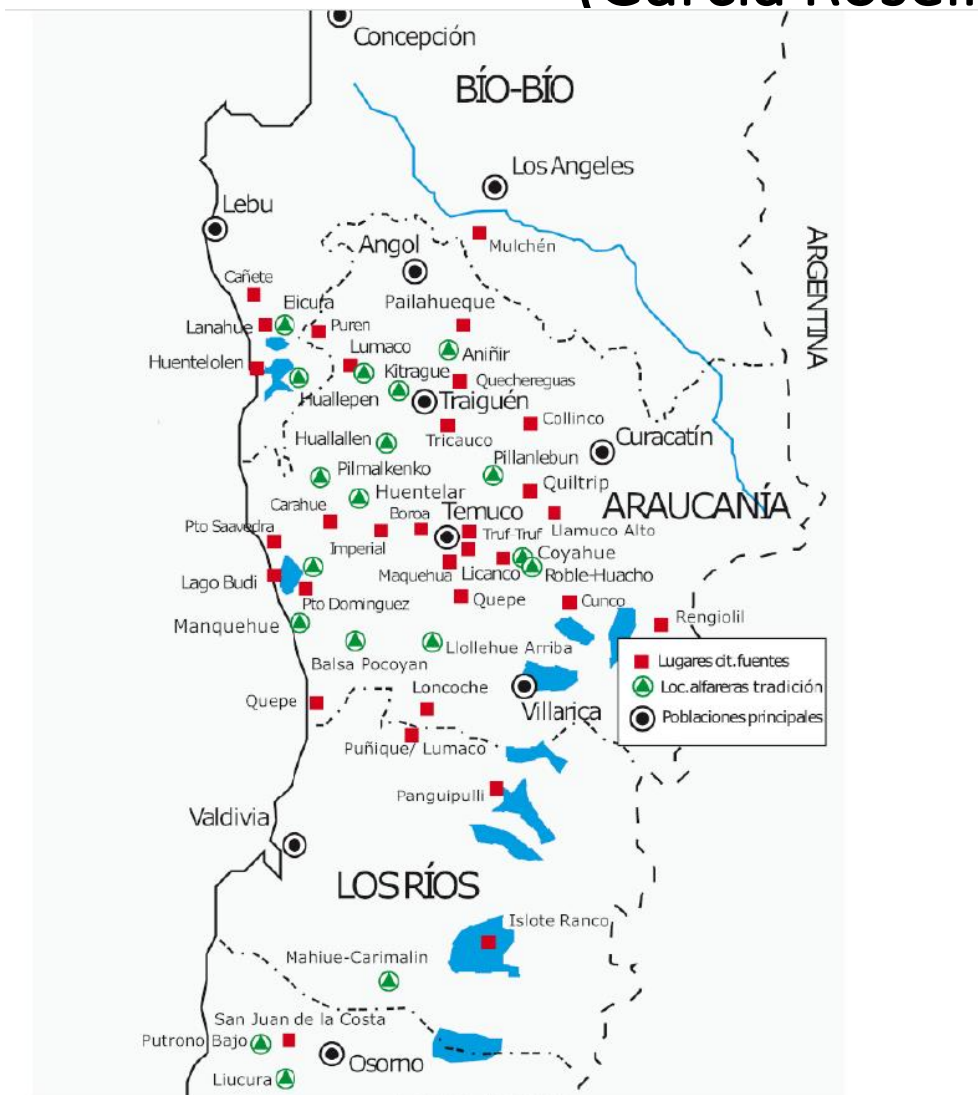 (García Rosel
Concepción
BÍO-BÍO
Los Angeles
Lebu
Mulchén
Angol
ARGENTINA
Cañete
Elicura
Pailahueque
Lanahue
Puren
Lumaco
Aniñir
Huentelolen
Kitrague
Quechereguas
Huallepen
Traiguén
Collinco
Tricauco
Curacatín
Huallallen
Pillanlebun
Pilmalkenko
Quiltrip
Huentelar
ARAUCANÍA
Carahue
Boroa
Temuco
Pto Saavedra
Truf-Truf
Llamuco Alto
Imperial
Coyahue
Maquehua
Licanco
Roble-Huacho
Lago Budi
Pto Dominguez
Quepe
Cunco
Rengiolil
Manquehue
Balsa Pocoyan
Llollehue Arriba
Lugares cit. fuentes
Loc. alfareras tradición
Poblaciones principales
Quepe
Loncoche
Villarica
Puñique/ Lumaco
Panguipulli
Valdivia
LOS RÍOS
Islote Ranco
Nahiue-Carimalin
San Juan de la Costa
Putrono Bajo
Osorno
Liucura